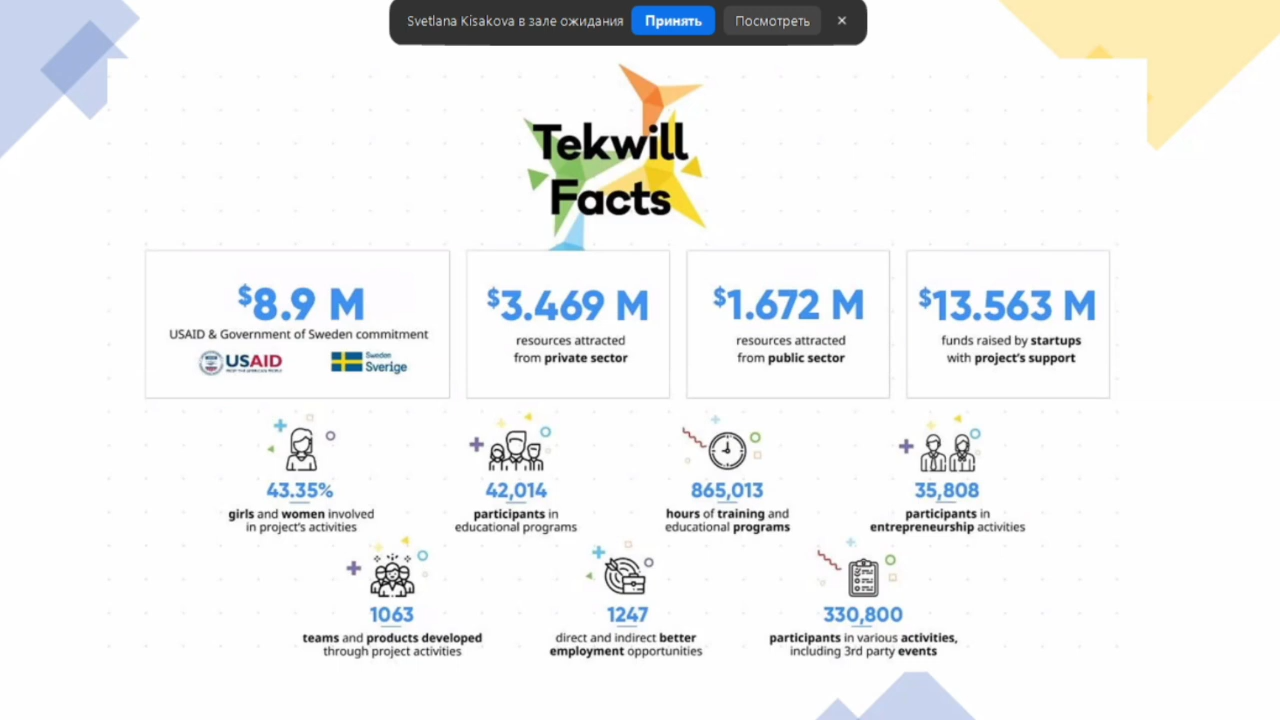 Svetlana Kisakova в зале ожидания Принять Посмотреть
Tekwill
Facts
$8.9 M
USAID & Government of Sweden commitment
USAID
FROM THE AMERICAN PEOPLE
Sweden
Sverige
$3.469 M
resources attracted
from private sector
$1.672 M
resources attracted
from public sector
$13.563 M
funds raised by startups
with project's support
43.35%
girls and women involved
in project's activities
42,014
participants in
educational programs
865,013
hours of training and
educational programs
35,808
participants in
entrepreneurship activities
1063
teams and products developed
through project activities
1247
direct and indirect better
employment opportunities
330,800
participants in various activities,
including 3rd party events